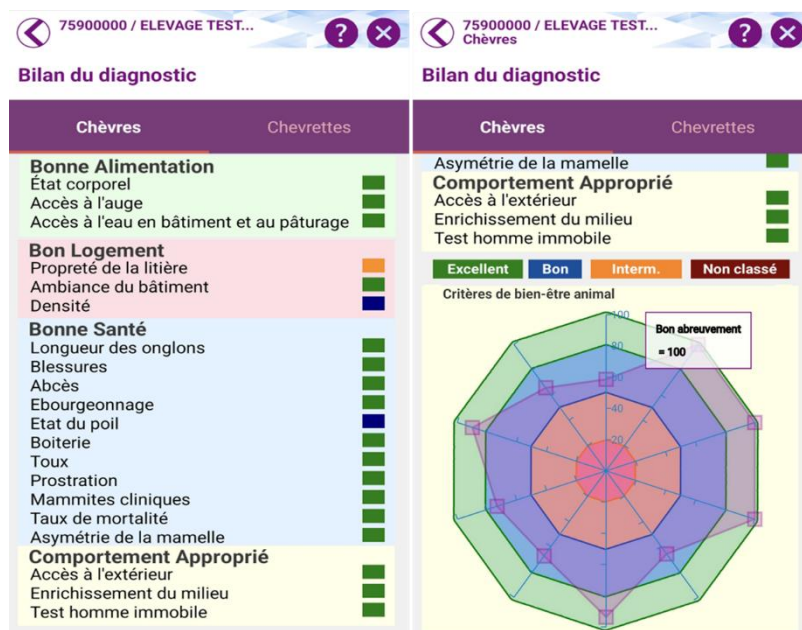 75900000 / ELEVAGE TEST...
?
Bilan du diagnostic
Chèvres Chevrettes
Bonne Alimentation
État corporel
Accès à l'auge
Accès à l'eau en bâtiment et au pâturage
Bon Logement
Propreté de la litière
Ambiance du bâtiment
Densité
Bonne Santé
Longueur des onglons
Blessures
Abcès
Ebourgeonnage
Etat du poil
Boiterie
Toux
Prostration
Mammites cliniques
Taux de mortalité
Asymétrie de la mamelle
Comportement Approprié
Accès à l'extérieur
Enrichissement du milieu
Test homme immobile
75900000 / ELEVAGE TEST...
Chèvres
?
Bilan du diagnostic
Chèvres Chevrettes
Asymétrie de la mamelle
Comportement Approprié
Accès à l'extérieur
Enrichissement du milieu
Test homme immobile
Excellent Bon Interm. Non classé
Critères de bien-être animal
100
Bon abreuvement
= 100
80
60
40
20